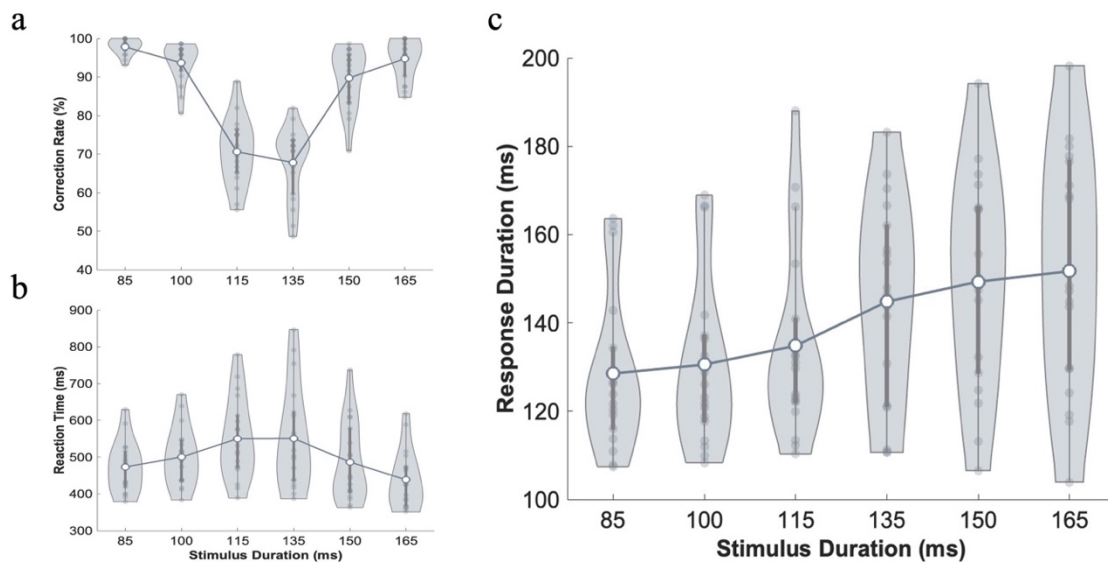 a
100
90
80
70
60
50
40
Correction Rate (%)
85 100 115 135 150 165
b
900
800
700
600
500
400
300
Reaction Time (ms)
85 100 115 135 150 165
Stimulus Duration (ms)
c
200
180
160
140
120
100
Response Duration (ms)
85 100 115 135 150 165
Stimulus Duration (ms)